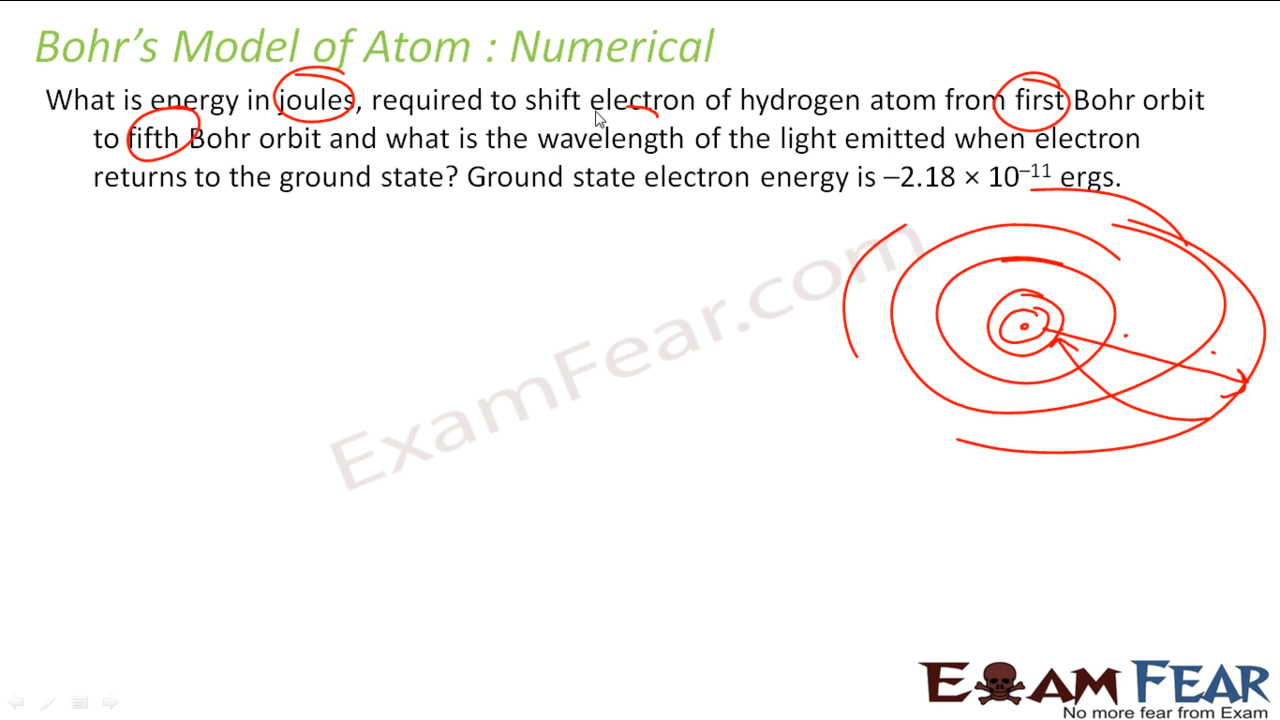 Bohr’s Model of Atom : Numerical
What is energy in joules, required to shift electron of hydrogen atom from first Bohr orbit
to fifth Bohr orbit and what is the wavelength of the light emitted when electron
returns to the ground state? Ground state electron energy is –2.18 × 10⁻¹¹ ergs.
ExamFear.com
EXAM FEAR
No more fear from Exam